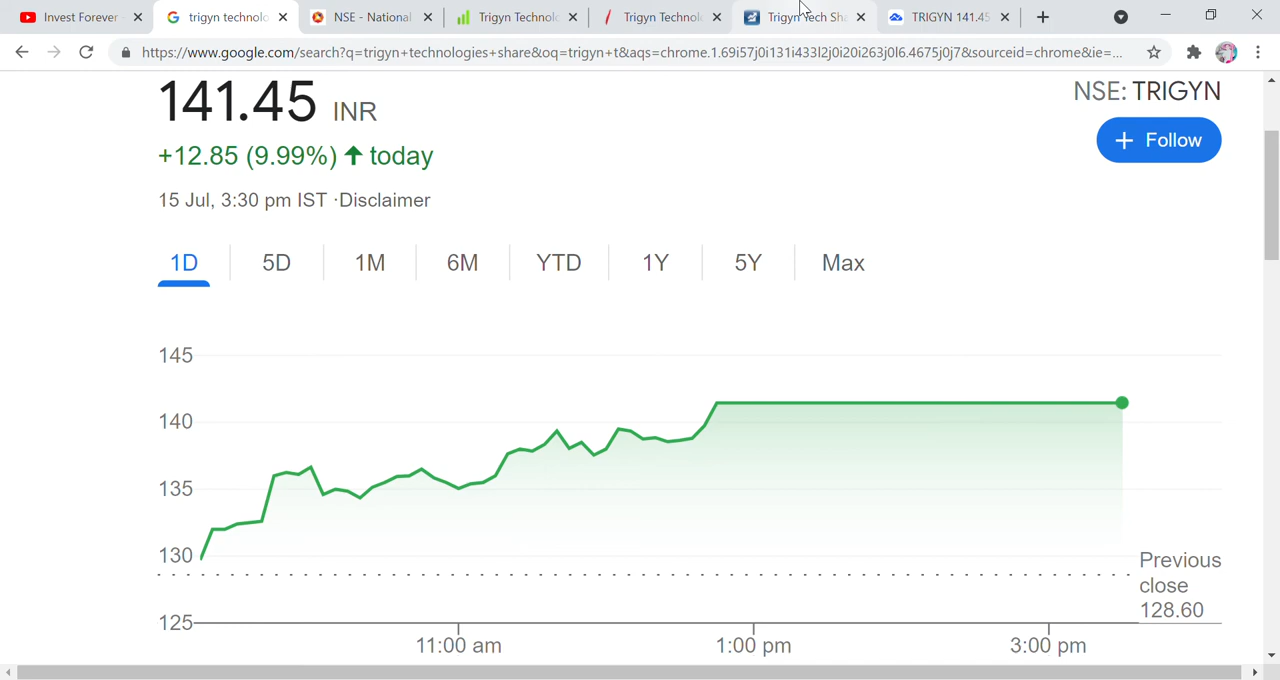 Invest Forever
trigyn technolo
NSE - National
Trigyn Technolo
Trigyn Technolo
Trigyn Tech Sha
TRIGYN 141.45
https://www.google.com/search?q=trigyn+technologies+share&oq=trigyn+t&aqs=chrome.1.69i57j0i131i433l2j0i20i263j0l6.4675j0j7&sourceid=chrome&ie=...
141.45 INR
NSE: TRIGYN
+12.85 (9.99%) ↑ today
+ Follow
15 Jul, 3:30 pm IST ·Disclaimer
1D 5D 1M 6M YTD 1Y 5Y Max
145
140
135
130
Previous
close
128.60
125
11:00 am 1:00 pm 3:00 pm